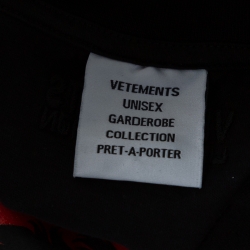 VETEMENTS
UNISEX
GARDEROBE
COLLECTION
PRET-A-PORTER